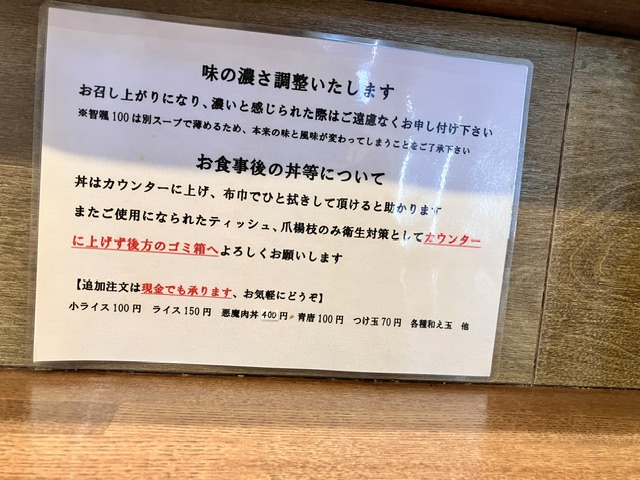 味の濃さ調整いたします
お召し上がりになり、濃いと感じられた際はご遠慮なくお申し付け下さい
※智颯100は別スープで薄めるため、本来の味と風味が変わってしまうことをご了承下さい
お食事後の丼等について
丼はカウンターに上げ、布巾でひと拭きして頂けると助かります
またご使用になられたティッシュ、爪楊枝のみ衛生対策としてカウンター
に上げず後方のゴミ箱へよろしくお願いします
【追加注文は現金でも承ります、お気軽にどうぞ】
小ライス100円 ライス150円 悪魔肉丼400円 青唐100円 つけ玉70円 各種和え玉 他